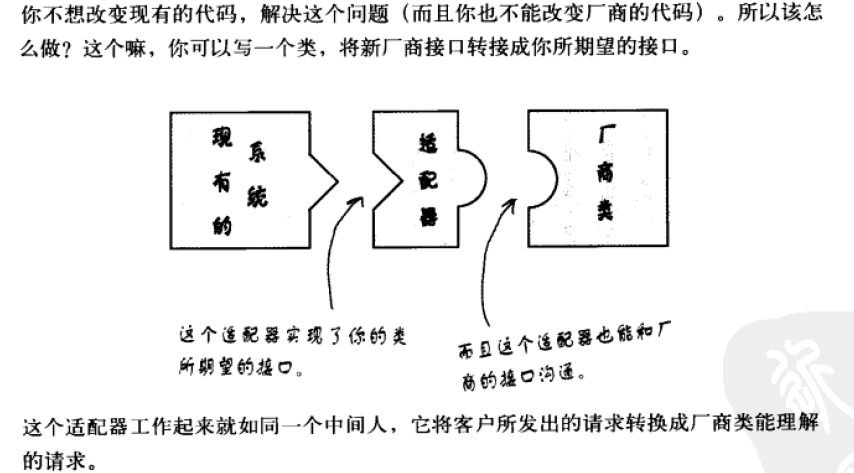 你不想改变现有的代码，解决这个问题（而且你也不能改变厂商的代码）。所以该怎
么做？这个嘛，你可以写一个类，将新厂商接口转接成你所期望的接口。
现有的
系统
适配器
厂商类
这个适配器实现了你的类
所期望的接口。
而且这个适配器也能和厂
商的接口沟通。
这个适配器工作起来就如同一个中间人，它将客户所发出的请求转换成厂商类能理解
的请求。